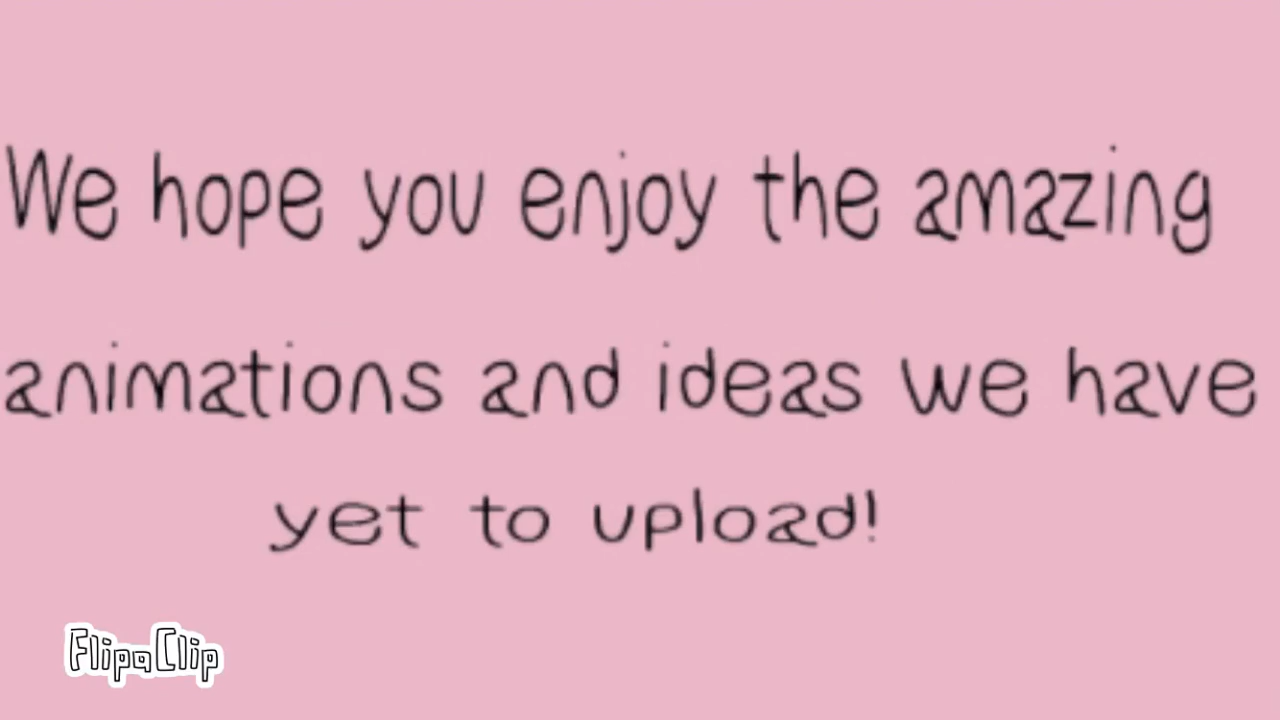 We hope you enjoy the amazing
animations and ideas we have
yet to upload!
FlipaClip